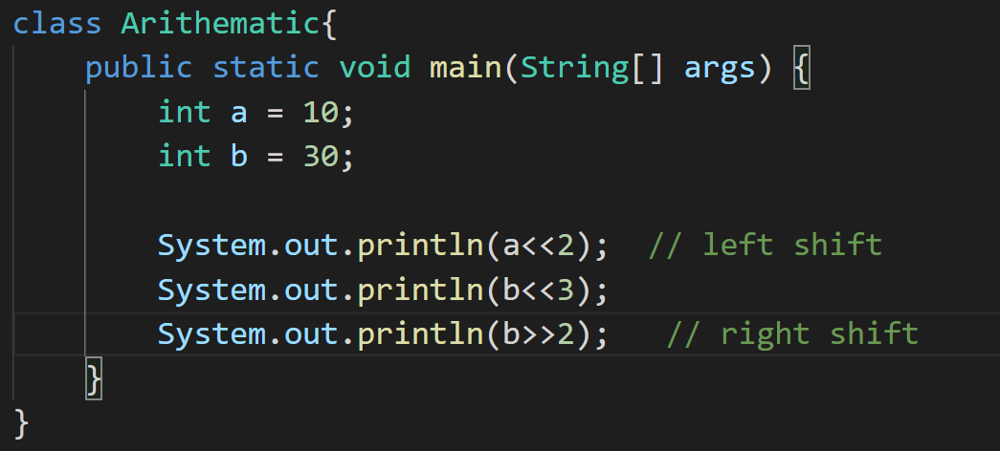 class Arithematic{
    public static void main(String[] args) {
        int a = 10;
        int b = 30;

        System.out.println(a<<2);  // left shift
        System.out.println(b<<3);
        System.out.println(b>>2);   // right shift
    }
}